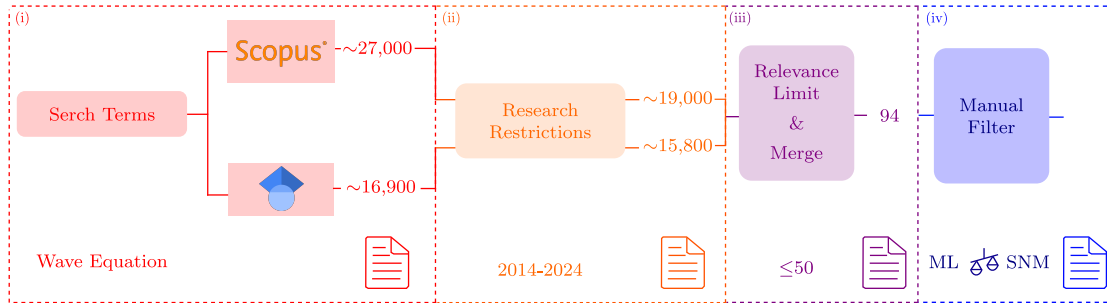 (i)
Serch Terms
Scopus
~27,000
~16,900
Wave Equation
(ii)
Research
Restrictions
~19,000
~15,800
2014-2024
(iii)
Relevance
Limit
&
Merge
94
≤50
(iv)
Manual
Filter
ML
SNM